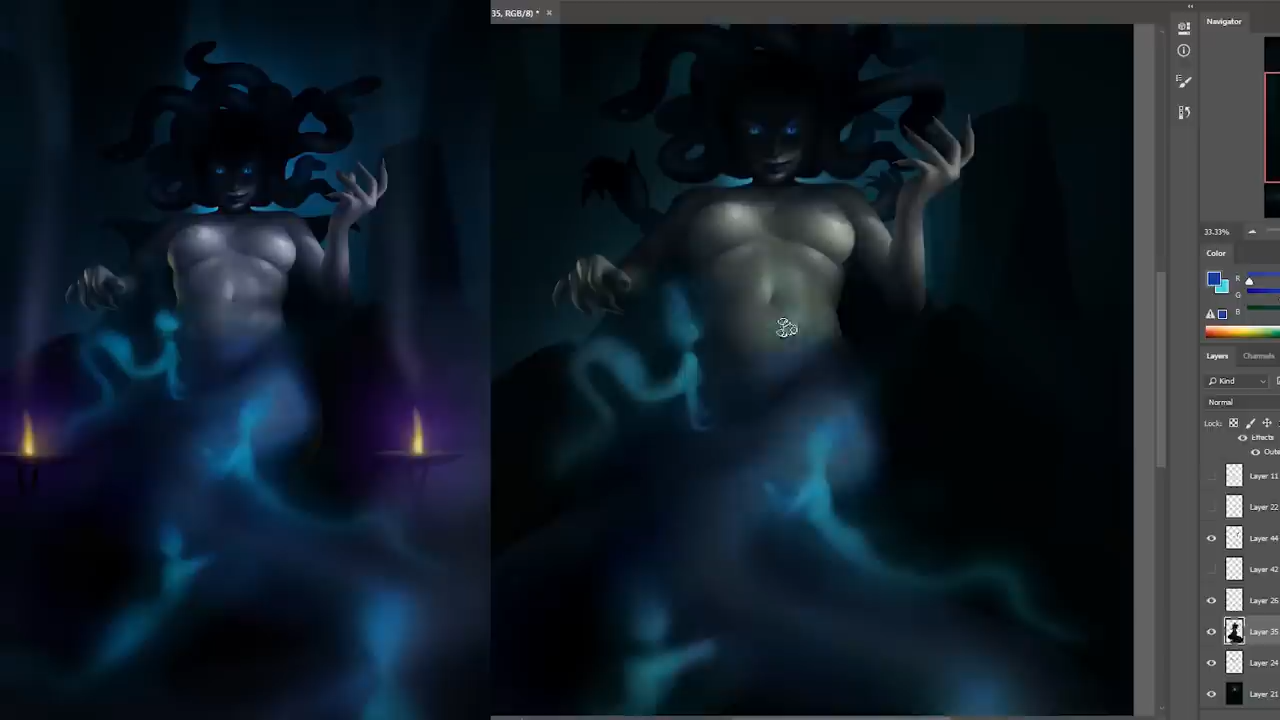 35, RGB/8) *
Navigator
33.33%
Color
R
G
B
Layers Channels
Kind
Normal
Lock:
Effects
Layer 11
Layer 22
Layer 44
Layer 42
Layer 26
Layer 35
Layer 24
Layer 21